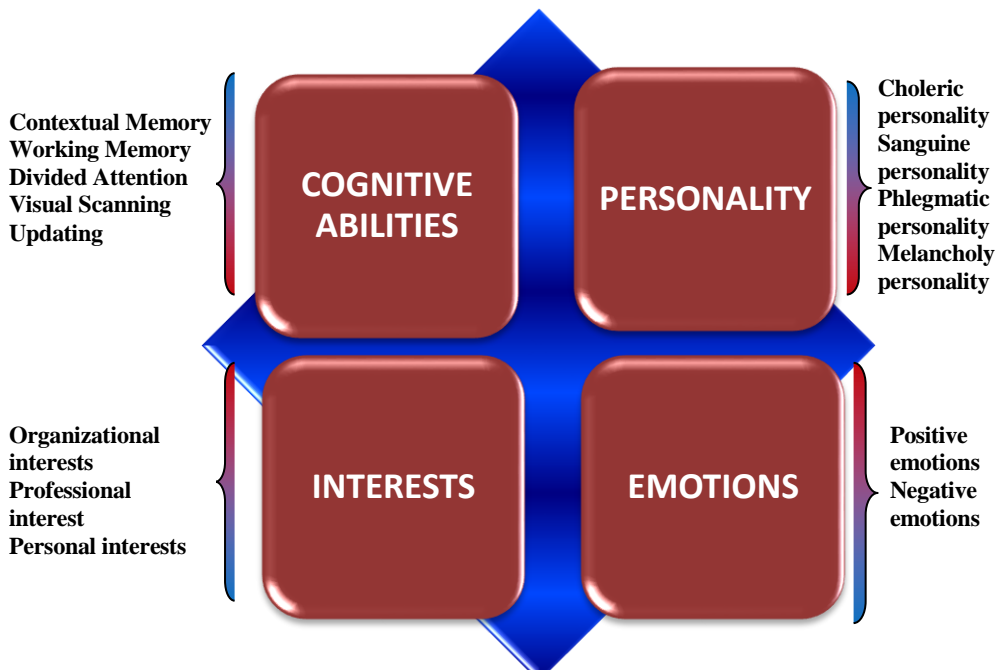 Contextual Memory
Working Memory
Divided Attention
Visual Scanning
Updating
COGNITIVE
ABILITIES
PERSONALITY
Choleric
personality
Sanguine
personality
Phlegmatic
personality
Melancholy
personality
Organizational
interests
Professional
interest
Personal interests
INTERESTS
EMOTIONS
Positive
emotions
Negative
emotions